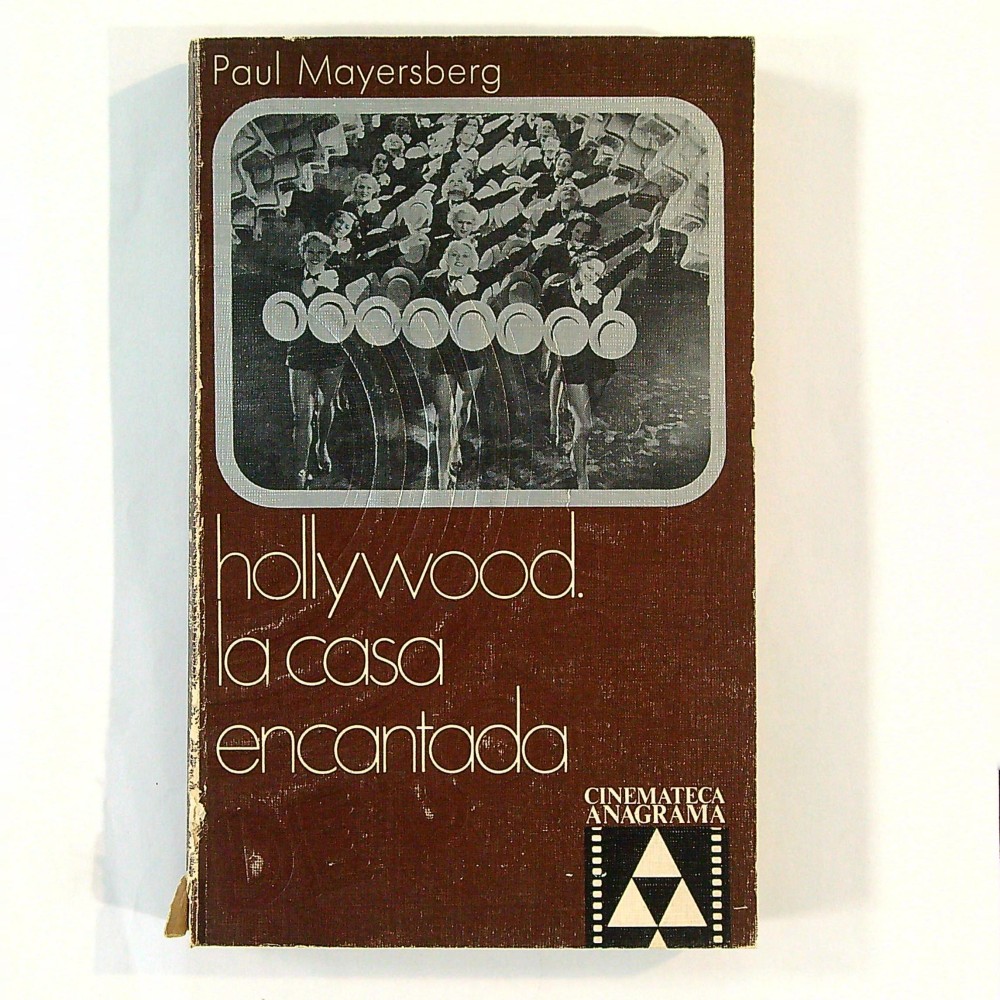 Paul Mayersberg
hollywood.
la casa
encantada
CINEMATECA
ANAGRAMA